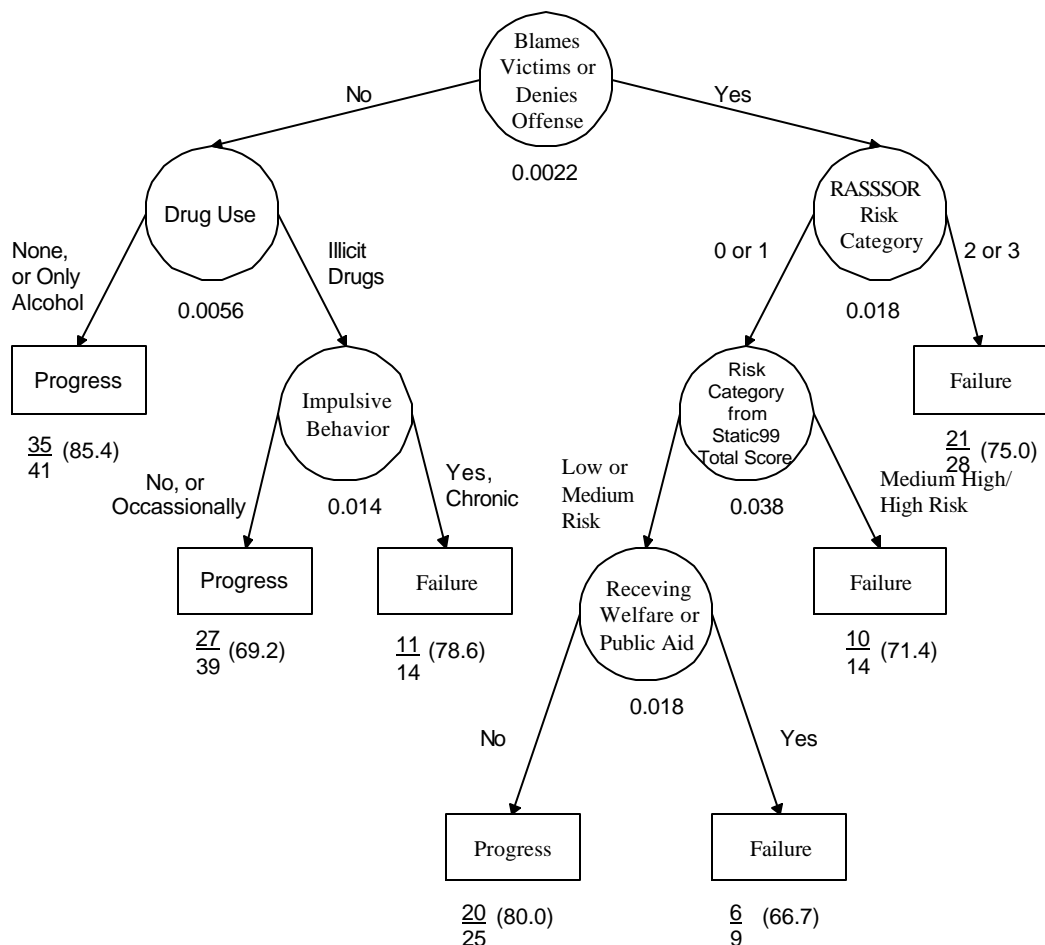 Blames
Victims or
Denies
Offense
No
Yes
0.0022
Drug Use
RASSSOR
Risk
Category
None,
or Only
Alcohol
Illicit
Drugs
0 or 1
2 or 3
0.0056
0.018
Progress
Impulsive
Behavior
Risk
Category
from
Static99
Total Score
Failure
35
41
(85.4)
21
28
(75.0)
No, or
Occassionally
0.014
Yes,
Chronic
Low or
Medium
Risk
0.038
Medium High/
High Risk
Progress
Failure
Receving
Welfare or
Public Aid
Failure
27
39
(69.2)
11
14
(78.6)
10
14
(71.4)
0.018
No
Yes
Progress
Failure
20
25
(80.0)
6
9
(66.7)